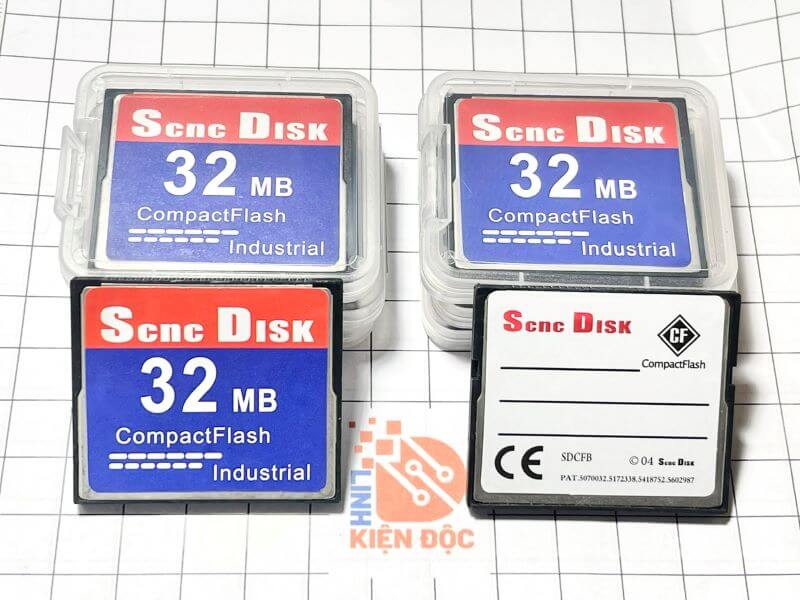 Scnc Disk
32 MB
CompactFlash
Industrial
Scnc Disk
32 MB
CompactFlash
Industrial
Scnc Disk
32 MB
CompactFlash
Industrial
Scnc Disk
CF
CompactFlash
CE
SDCFB
© 04 Scnc Disk
PAT.5070032.5172338.5418752.5602987
LINH
KIỆN ĐỘC